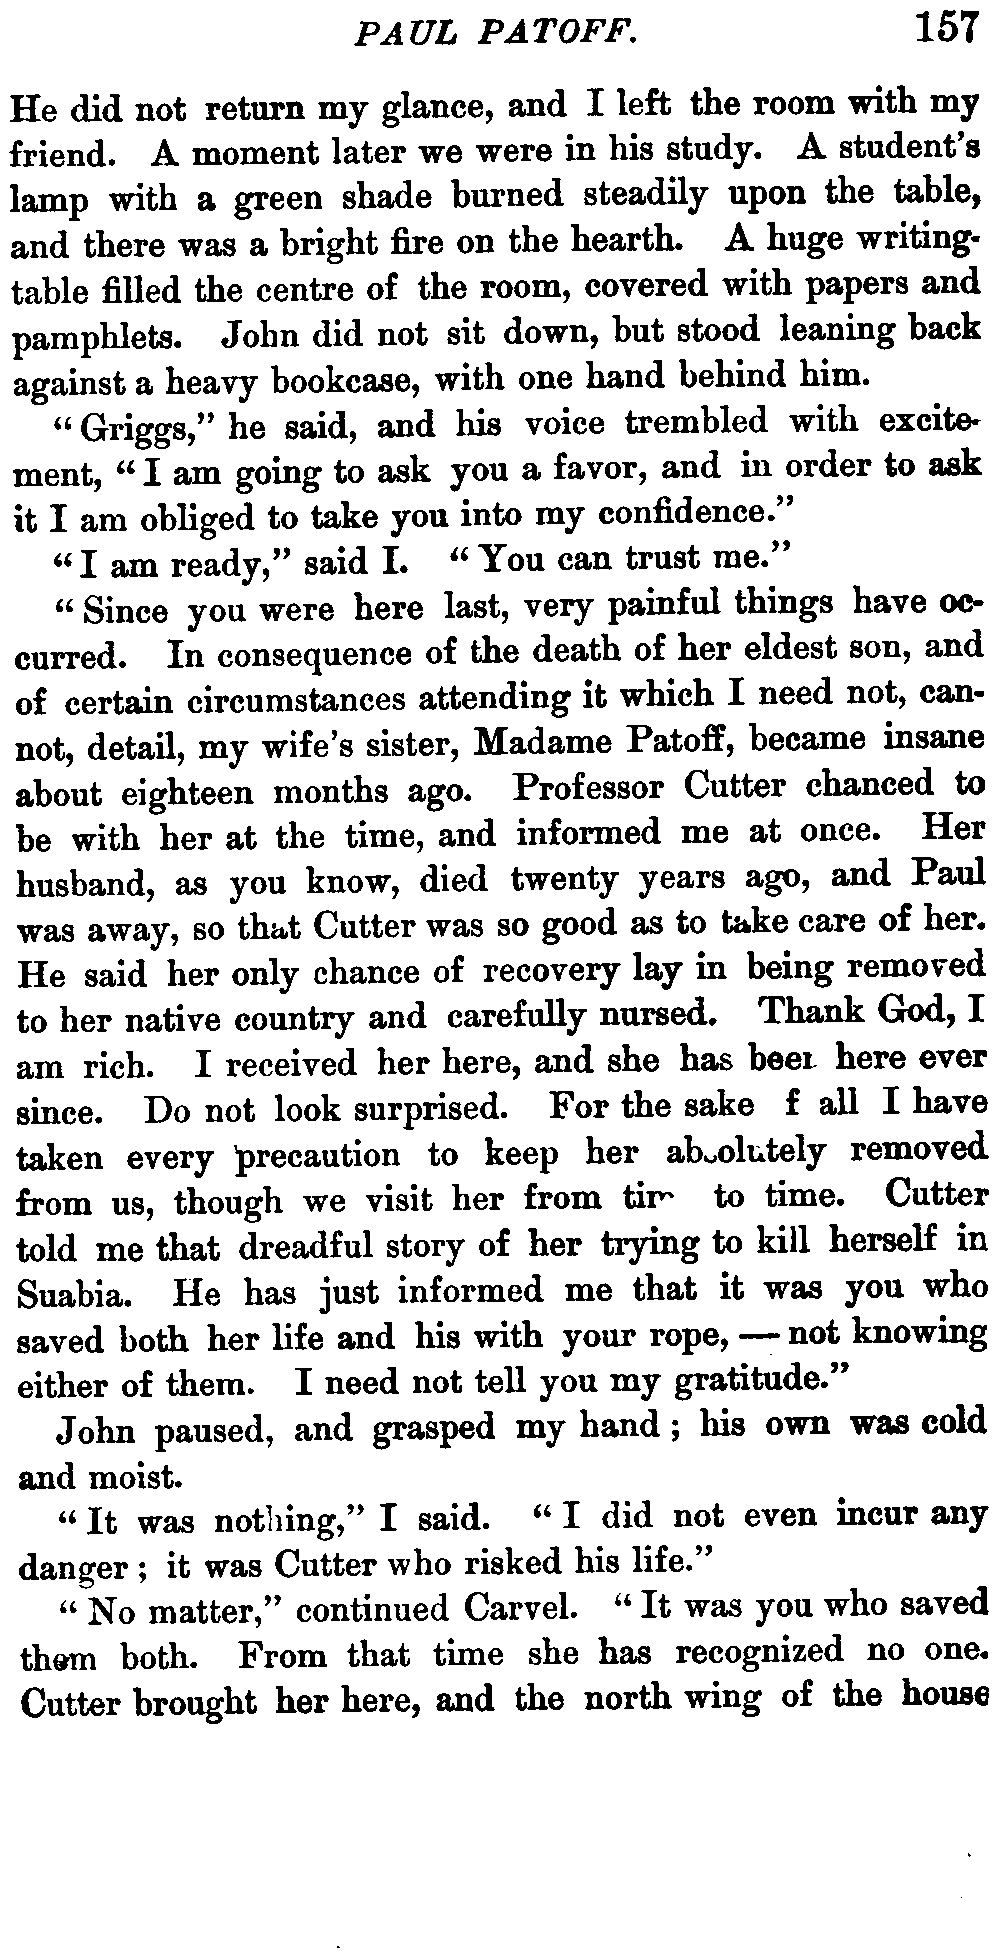 PAUL PATOFF. 157
He did not return my glance, and I left the room with my
friend. A moment later we were in his study. A student's
lamp with a green shade burned steadily upon the table,
and there was a bright fire on the hearth. A huge writing-
table filled the centre of the room, covered with papers and
pamphlets. John did not sit down, but stood leaning back
against a heavy bookcase, with one hand behind him.
"Griggs," he said, and his voice trembled with excite-
ment, "I am going to ask you a favor, and in order to ask
it I am obliged to take you into my confidence."
"I am ready," said I. "You can trust me."
"Since you were here last, very painful things have oc-
curred. In consequence of the death of her eldest son, and
of certain circumstances attending it which I need not, can-
not, detail, my wife's sister, Madame Patoff, became insane
about eighteen months ago. Professor Cutter chanced to
be with her at the time, and informed me at once. Her
husband, as you know, died twenty years ago, and Paul
was away, so that Cutter was so good as to take care of her.
He said her only chance of recovery lay in being removed
to her native country and carefully nursed. Thank God, I
am rich. I received her here, and she has been here ever
since. Do not look surprised. For the sake f all I have
taken every precaution to keep her absolutely removed
from us, though we visit her from time to time. Cutter
told me that dreadful story of her trying to kill herself in
Suabia. He has just informed me that it was you who
saved both her life and his with your rope, — not knowing
either of them. I need not tell you my gratitude."
John paused, and grasped my hand ; his own was cold
and moist.
"It was nothing," I said. "I did not even incur any
danger ; it was Cutter who risked his life."
"No matter," continued Carvel. "It was you who saved
them both. From that time she has recognized no one.
Cutter brought her here, and the north wing of the house